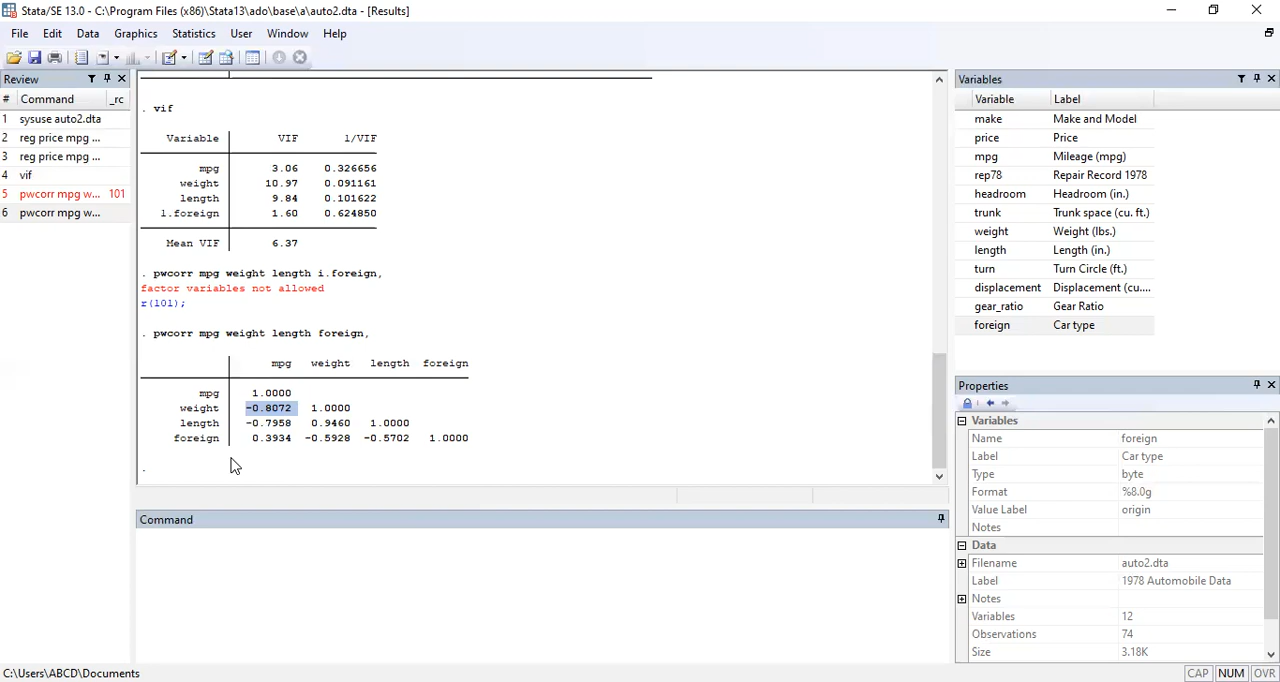 Stata/SE 13.0 - C:\Program Files (x86)\Stata13\ado\base\a\auto2.dta - [Results]
File Edit Data Graphics Statistics User Window Help
Review
# Command _rc
1 sysuse auto2.dta
2 reg price mpg ...
3 reg price mpg ...
4 vif
5 pwcorr mpg w... 101
6 pwcorr mpg w...
. vif
Variable VIF 1/VIF
mpg 3.06 0.326656
weight 10.97 0.091161
length 9.84 0.101622
1.foreign 1.60 0.624850
Mean VIF 6.37
. pwcorr mpg weight length i.foreign,
factor variables not allowed
r(101);
. pwcorr mpg weight length foreign,
mpg weight length foreign
mpg 1.0000
weight -0.8072 1.0000
length -0.7958 0.9460 1.0000
foreign 0.3934 -0.5928 -0.5702 1.0000
.
Command
Variables
Variable Label
make Make and Model
price Price
mpg Mileage (mpg)
rep78 Repair Record 1978
headroom Headroom (in.)
trunk Trunk space (cu. ft.)
weight Weight (lbs.)
length Length (in.)
turn Turn Circle (ft.)
displacement Displacement (cu....
gear_ratio Gear Ratio
foreign Car type
Properties
Variables
Name foreign
Label Car type
Type byte
Format %8.0g
Value Label origin
Notes
Data
Filename auto2.dta
Label 1978 Automobile Data
Notes
Variables 12
Observations 74
Size 3.18K
C:\Users\ABCD\Documents
CAP NUM OVR